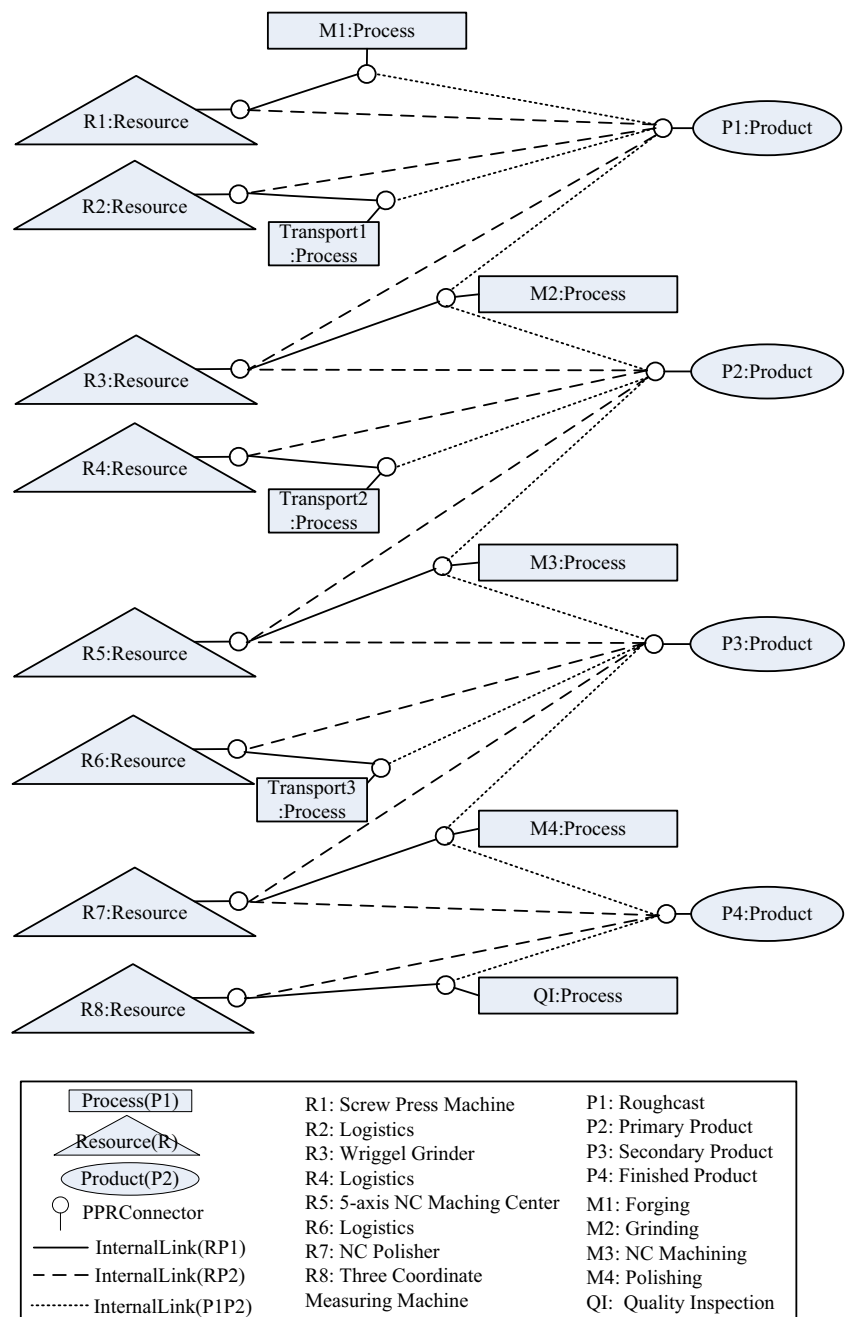 M1:Process
R1:Resource
P1:Product
R2:Resource
Transport1
:Process
M2:Process
R3:Resource
P2:Product
R4:Resource
Transport2
:Process
M3:Process
R5:Resource
P3:Product
R6:Resource
Transport3
:Process
M4:Process
R7:Resource
P4:Product
QI:Process
R8:Resource
Process(P1)
Resource(R)
Product(P2)
PPRConnector
InternalLink(RP1)
InternalLink(RP2)
InternalLink(P1P2)
R1: Screw Press Machine
R2: Logistics
R3: Wriggel Grinder
R4: Logistics
R5: 5-axis NC Maching Center
R6: Logistics
R7: NC Polisher
R8: Three Coordinate
Measuring Machine
P1: Roughcast
P2: Primary Product
P3: Secondary Product
P4: Finished Product
M1: Forging
M2: Grinding
M3: NC Machining
M4: Polishing
QI: Quality Inspection